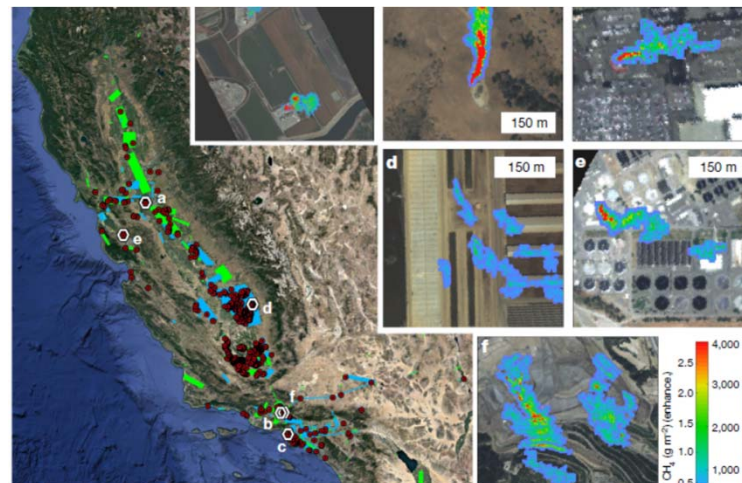 150 m
d
150 m
e
150 m
a
e
d
f
f
b
c
4,000
2.5
3,000
2.0
1.5
2,000
1.0
1,000
0.5
CH₄ (g m⁻²) (enhance.)